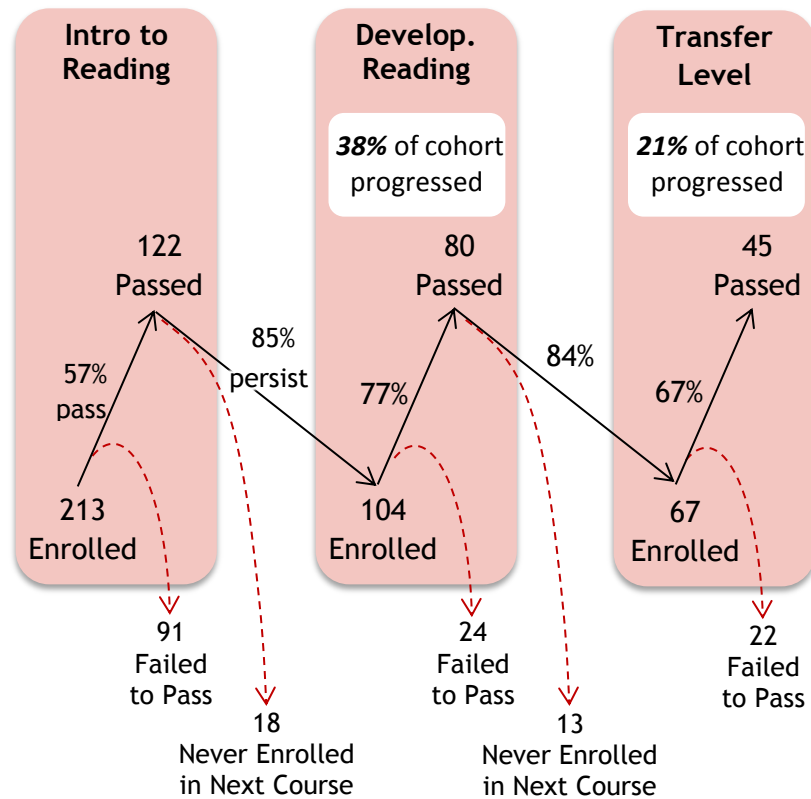 Intro to
Reading
122
Passed
57%
pass
213
Enrolled
91
Failed
to Pass
85%
persist
18
Never Enrolled
in Next Course
Develop.
Reading
38% of cohort
progressed
80
Passed
77%
104
Enrolled
24
Failed
to Pass
84%
13
Never Enrolled
in Next Course
Transfer
Level
21% of cohort
progressed
45
Passed
67%
67
Enrolled
22
Failed
to Pass